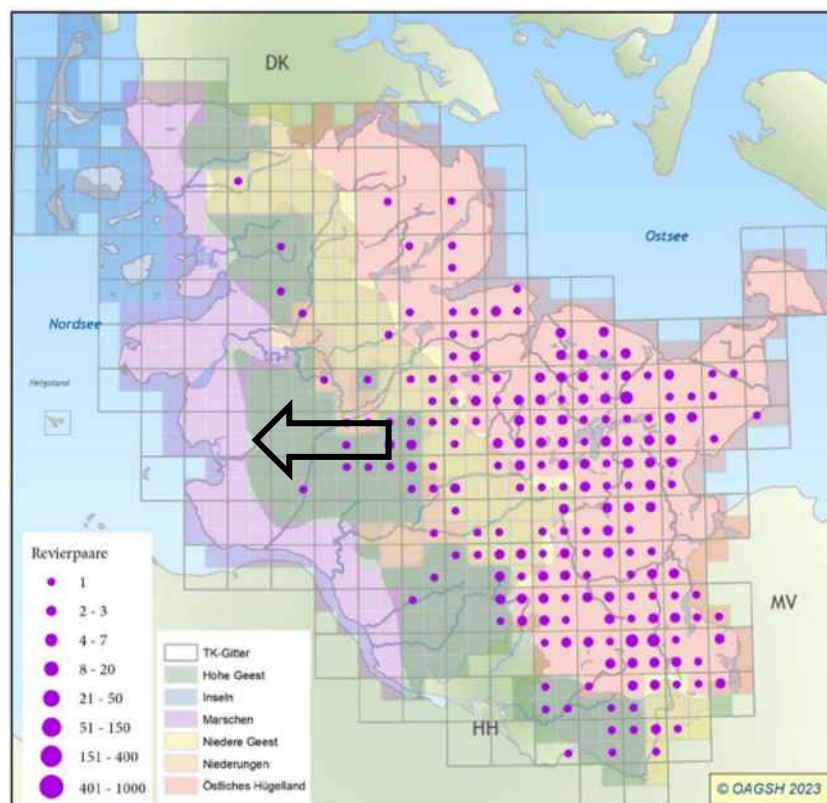 DK
Ostsee
Nordsee
Helgoland
MV
HH
Revierpaare
1
2 - 3
4 - 7
8 - 20
21 - 50
51 - 150
151 - 400
401 - 1000
TK-Gitter
Hohe Geest
Inseln
Marschen
Niedere Geest
Niederungen
Östliches Hügelland
© OAGSH 2023